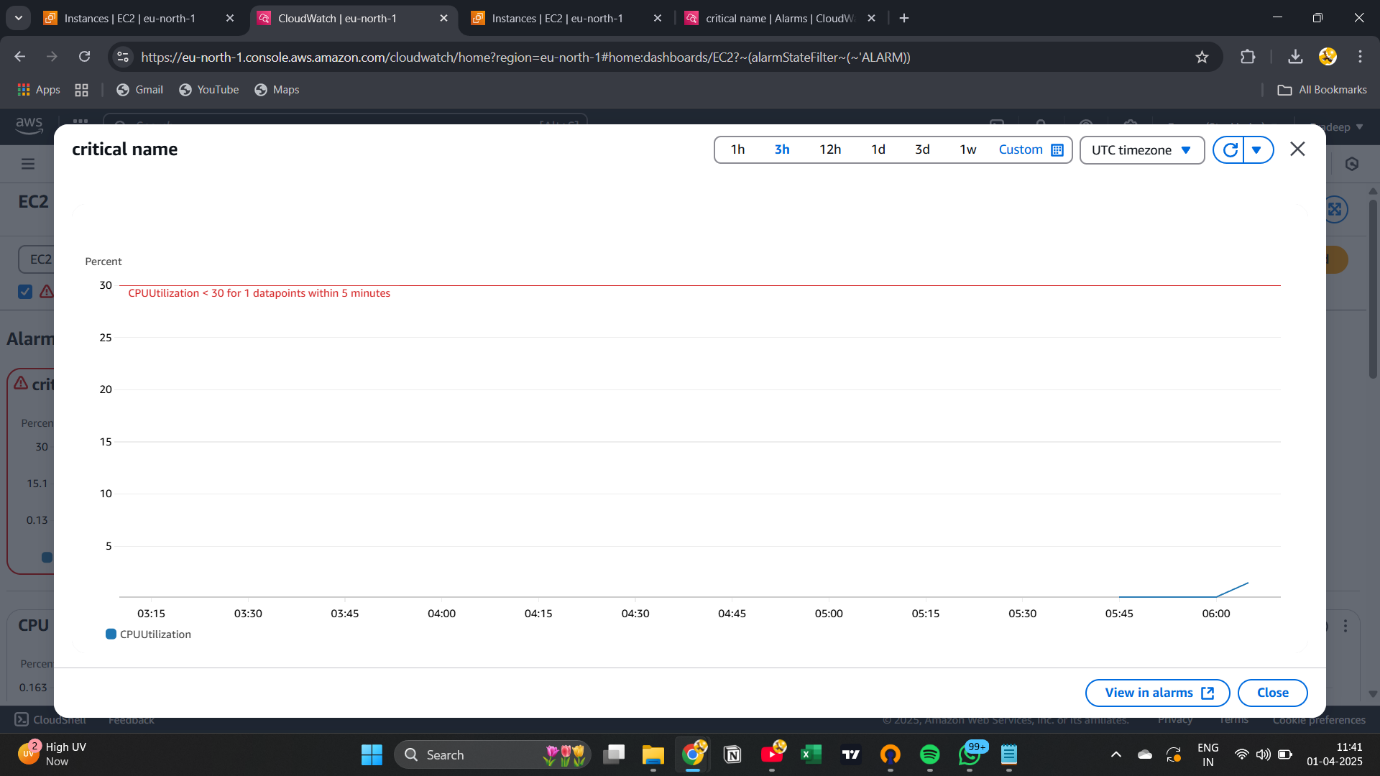 Instances | EC2 | eu-north-1
CloudWatch | eu-north-1
Instances | EC2 | eu-north-1
critical name | Alarms | CloudW
https://eu-north-1.console.aws.amazon.com/cloudwatch/home?region=eu-north-1#home:dashboards/EC2?~(alarmStateFilter~(~'ALARM))
Apps
Gmail
YouTube
Maps
All Bookmarks
aws
critical name
1h 3h 12h 1d 3d 1w Custom
UTC timezone
EC2
EC2
Alarm
crit
Percen
30
15.1
0.13
CPU
Percen
0.163
Percent
30
CPUUtilization < 30 for 1 datapoints within 5 minutes
25
20
15
10
5
03:15 03:30 03:45 04:00 04:15 04:30 04:45 05:00 05:15 05:30 05:45 06:00
CPUUtilization
View in alarms
Close
CloudShell
Feedback
© 2025, Amazon Web Services, Inc. or its affiliates.
Privacy
Terms
Cookie preferences
2
UV
High UV
Now
Search
99+
ENG
IN
11:41
01-04-2025